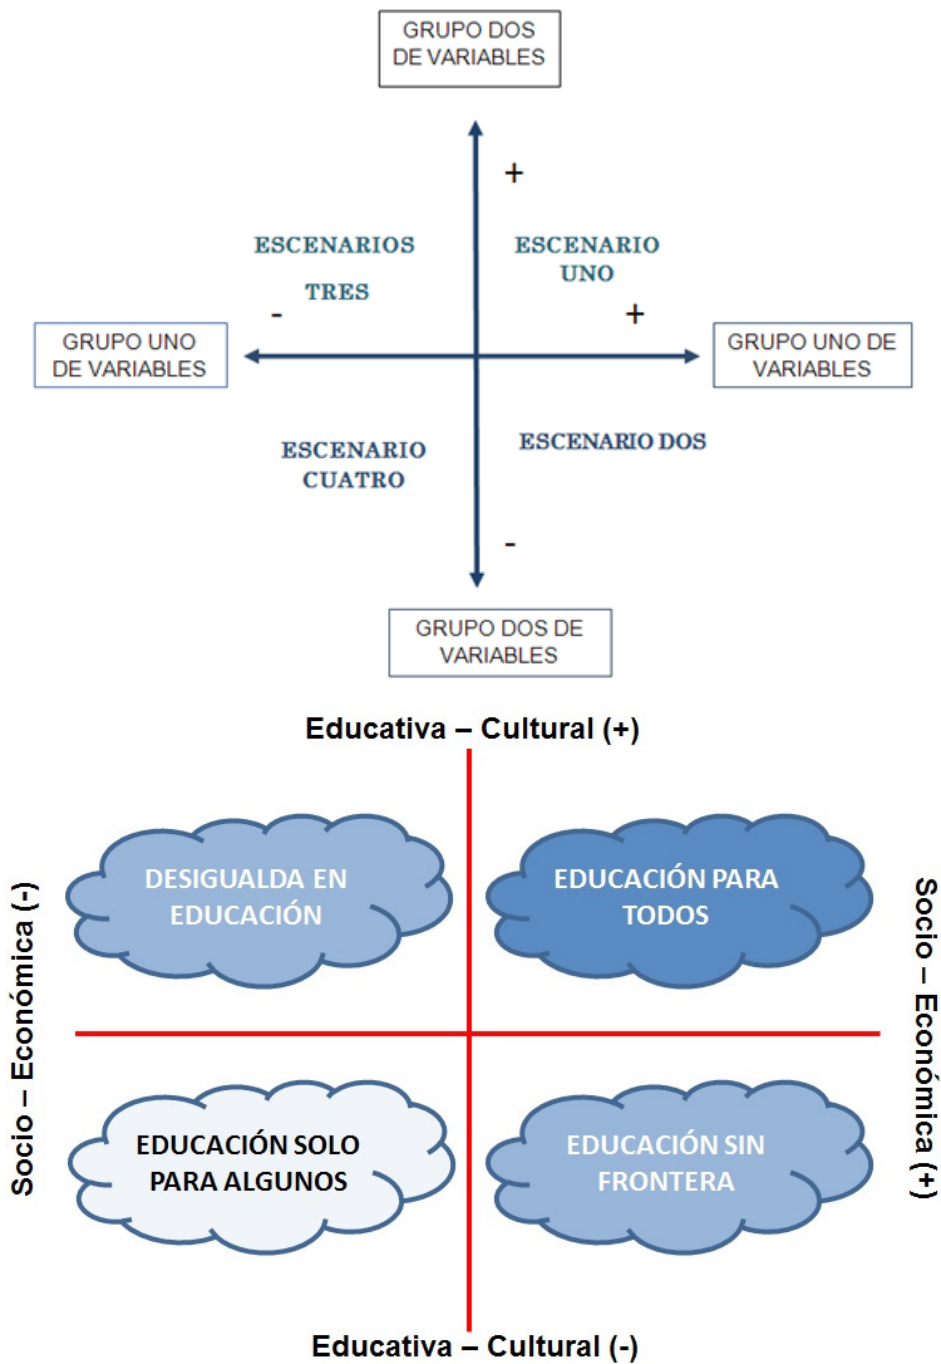 GRUPO DOS
DE VARIABLES
+
ESCENARIOS
TRES
ESCENARIO
UNO
-
+
GRUPO UNO
DE VARIABLES
GRUPO UNO DE
VARIABLES
ESCENARIO
CUATRO
ESCENARIO DOS
-
GRUPO DOS DE
VARIABLES
Educativa – Cultural (+)
Socio – Económica (-)
DESIGUALDA EN
EDUCACIÓN
EDUCACIÓN PARA
TODOS
Socio – Económica (+)
EDUCACIÓN SOLO
PARA ALGUNOS
EDUCACIÓN SIN
FRONTERA
Educativa – Cultural (-)